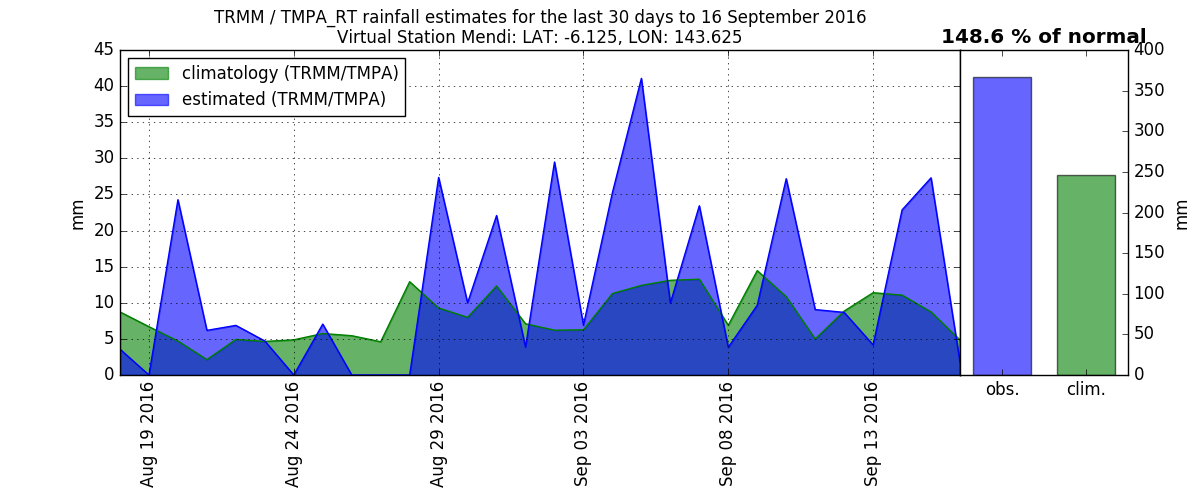 TRMM / TMPA_RT rainfall estimates for the last 30 days to 16 September 2016
Virtual Station Mendi: LAT: -6.125, LON: 143.625
148.6 % of normal
climatology (TRMM/TMPA)
estimated (TRMM/TMPA)
mm
45
40
35
30
25
20
15
10
5
0
Aug 19 2016
Aug 24 2016
Aug 29 2016
Sep 03 2016
Sep 08 2016
Sep 13 2016
obs.
clim.
400
350
300
250
200
150
100
50
0
mm